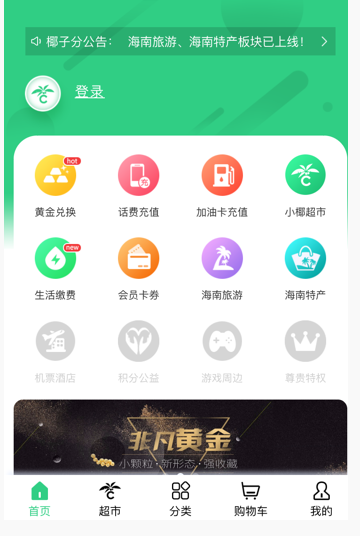 椰子分公告： 海南旅游、海南特产板块已上线！
登录
hot
充
黄金兑换 话费充值 加油卡充值 小椰超市
new
生活缴费 会员卡券 海南旅游 海南特产
机票酒店 积分公益 游戏周边 尊贵特权
非凡黄金
小颗粒·新形态·强收藏
首页 超市 分类 购物车 我的